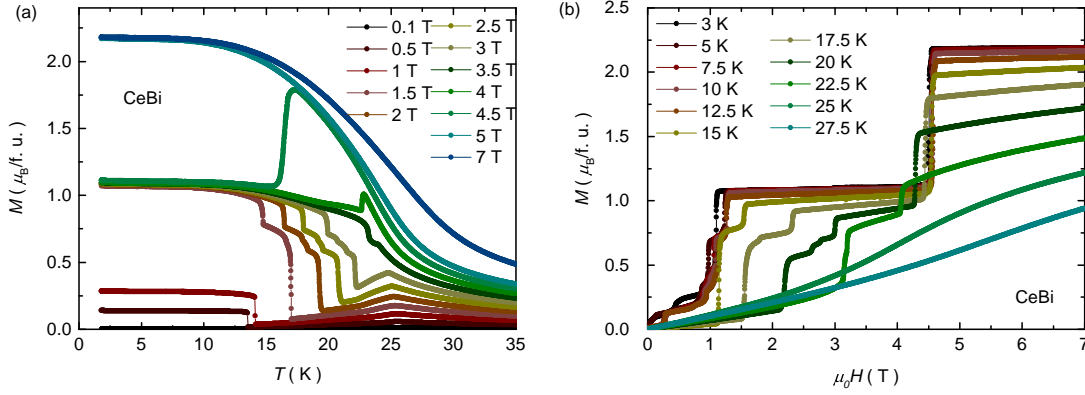 (a)
CeBi
0.1 T
0.5 T
1 T
1.5 T
2 T
2.5 T
3 T
3.5 T
4 T
4.5 T
5 T
7 T
2.0
1.5
1.0
0.5
0.0
M ( μB/f. u. )
0 5 10 15 20 25 30 35
T ( K )
(b)
3 K
5 K
7.5 K
10 K
12.5 K
15 K
17.5 K
20 K
22.5 K
25 K
27.5 K
CeBi
2.5
2.0
1.5
1.0
0.5
0.0
M ( μB/f. u. )
0 1 2 3 4 5 6 7
μ0H ( T )